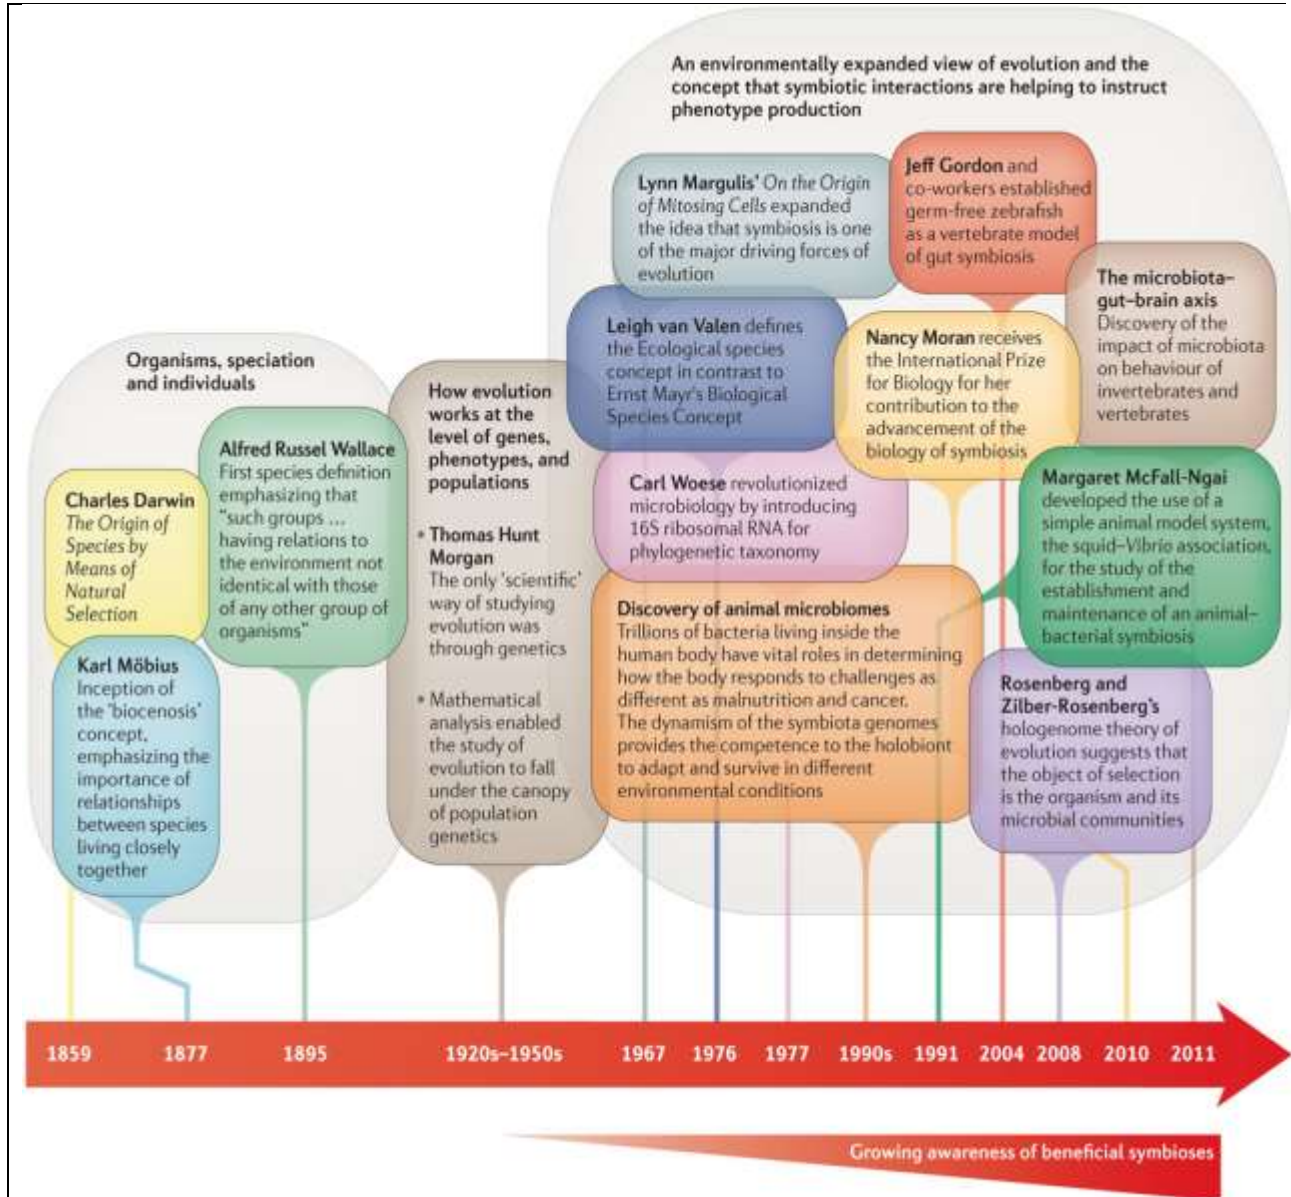 An environmentally expanded view of evolution and the
concept that symbiotic interactions are helping to instruct
phenotype production
Organisms, speciation
and individuals
Charles Darwin
The Origin of
Species by
Means of
Natural
Selection
Karl Möbius
Inception of
the 'biocenosis'
concept,
emphasizing the
importance of
relationships
between species
living closely
together
Alfred Russel Wallace
First species definition
emphasizing that
"such groups ...
having relations to
the environment not
identical with those
of any other group of
organisms"
How evolution
works at the
level of genes,
phenotypes, and
populations
• Thomas Hunt
Morgan
The only 'scientific'
way of studying
evolution was
through genetics
• Mathematical
analysis enabled
the study of
evolution to fall
under the canopy
of population
genetics
Lynn Margulis' On the Origin
of Mitosing Cells expanded
the idea that symbiosis is one
of the major driving forces of
evolution
Leigh van Valen defines
the Ecological species
concept in contrast to
Ernst Mayr's Biological
Species Concept
Carl Woese revolutionized
microbiology by introducing
16S ribosomal RNA for
phylogenetic taxonomy
Discovery of animal microbiomes
Trillions of bacteria living inside the
human body have vital roles in determining
how the body responds to challenges as
different as malnutrition and cancer.
The dynamism of the symbiota genomes
provides the competence to the holobiont
to adapt and survive in different
environmental conditions
Jeff Gordon and
co-workers established
germ-free zebrafish
as a vertebrate model
of gut symbiosis
Nancy Moran receives
the International Prize
for Biology for her
contribution to the
advancement of the
biology of symbiosis
The microbiota–
gut–brain axis
Discovery of the
impact of microbiota
on behaviour of
invertebrates and
vertebrates
Margaret McFall-Ngai
developed the use of a
simple animal model system,
the squid–Vibrio association,
for the study of the
establishment and
maintenance of an animal–
bacterial symbiosis
Rosenberg and
Zilber-Rosenberg's
hologenome theory of
evolution suggests that
the object of selection
is the organism and its
microbial communities
1859 1877 1895 1920s–1950s 1967 1976 1977 1990s 1991 2004 2008 2010 2011
Growing awareness of beneficial symbioses